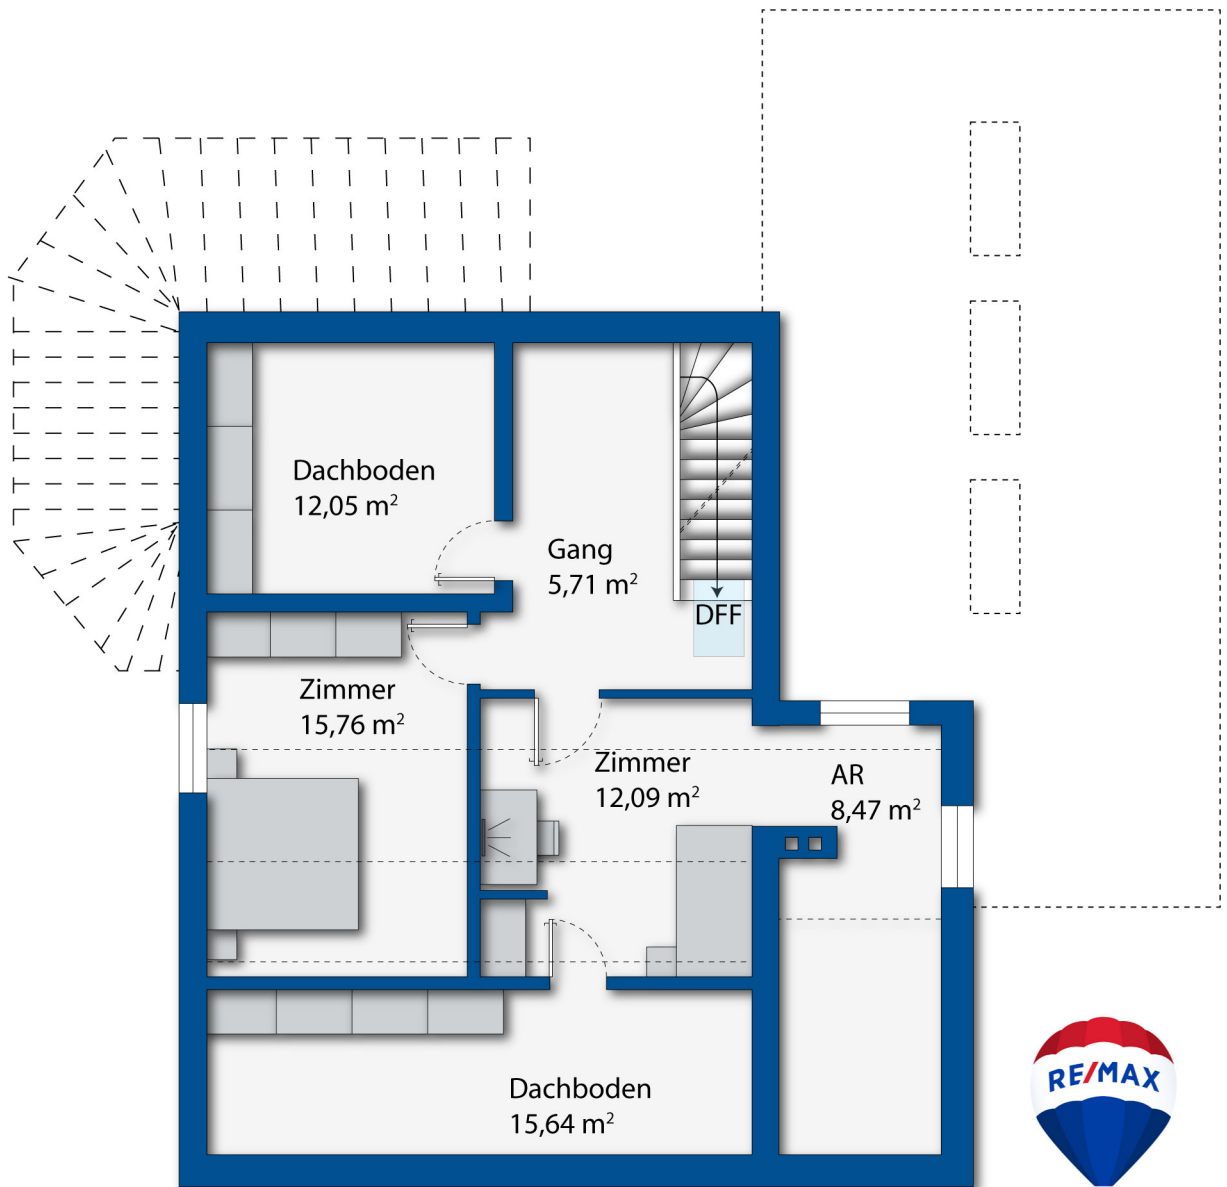 Dachboden
12,05 m²
Gang
5,71 m²
DFF
Zimmer
15,76 m²
Zimmer
12,09 m²
AR
8,47 m²
Dachboden
15,64 m²
RE/MAX